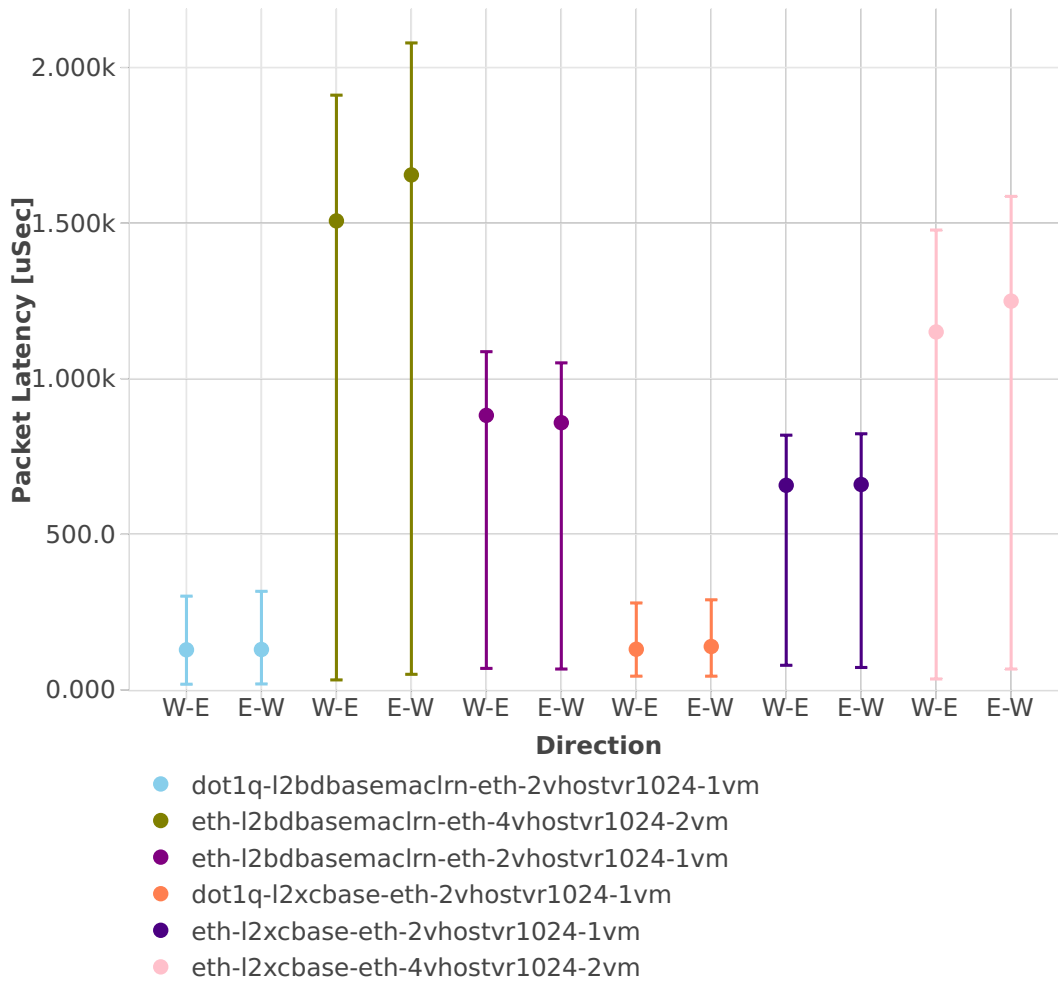 2.000k
1.500k
1.000k
500.0
0.000
Packet Latency [uSec]
W-E E-W W-E E-W W-E E-W W-E E-W W-E E-W W-E E-W
Direction
dot1q-l2bdbasemaclrn-eth-2vhostvr1024-1vm
eth-l2bdbasemaclrn-eth-4vhostvr1024-2vm
eth-l2bdbasemaclrn-eth-2vhostvr1024-1vm
dot1q-l2xcbase-eth-2vhostvr1024-1vm
eth-l2xcbase-eth-2vhostvr1024-1vm
eth-l2xcbase-eth-4vhostvr1024-2vm